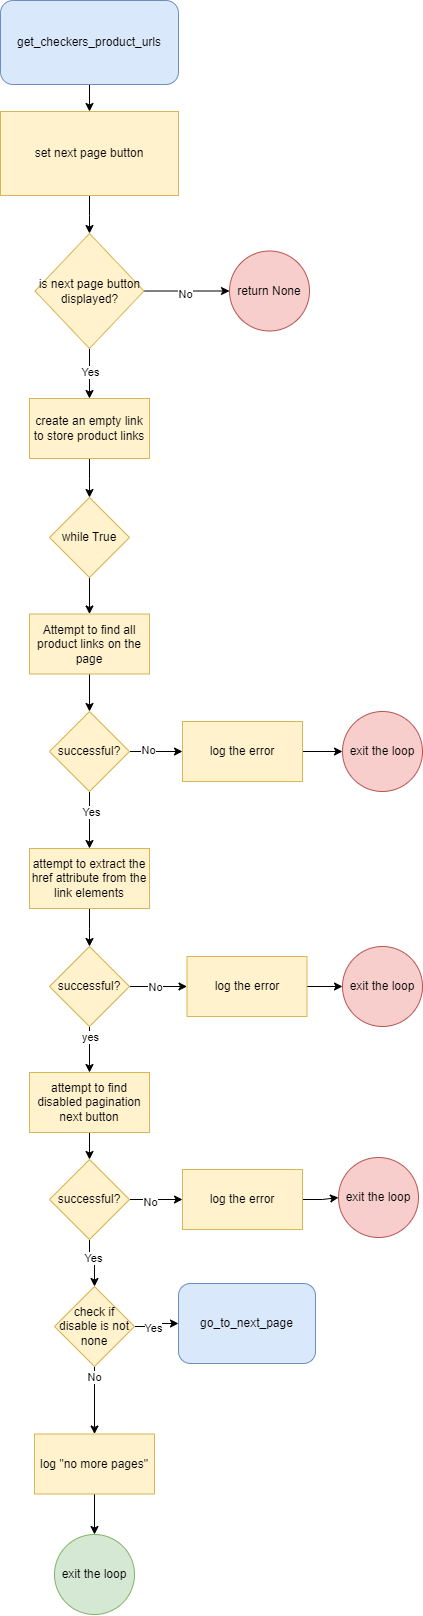 get_checkers_product_urls
set next page button
is next page button
displayed?
No
return None
Yes
create an empty link
to store product links
while True
Attempt to find all
product links on the
page
successful?
No
log the error
exit the loop
Yes
attempt to extract the
href attribute from the
link elements
successful?
No
log the error
exit the loop
yes
attempt to find
disabled pagination
next button
successful?
No
log the error
exit the loop
Yes
check if
disable is not
none
Yes
go_to_next_page
No
log "no more pages"
exit the loop